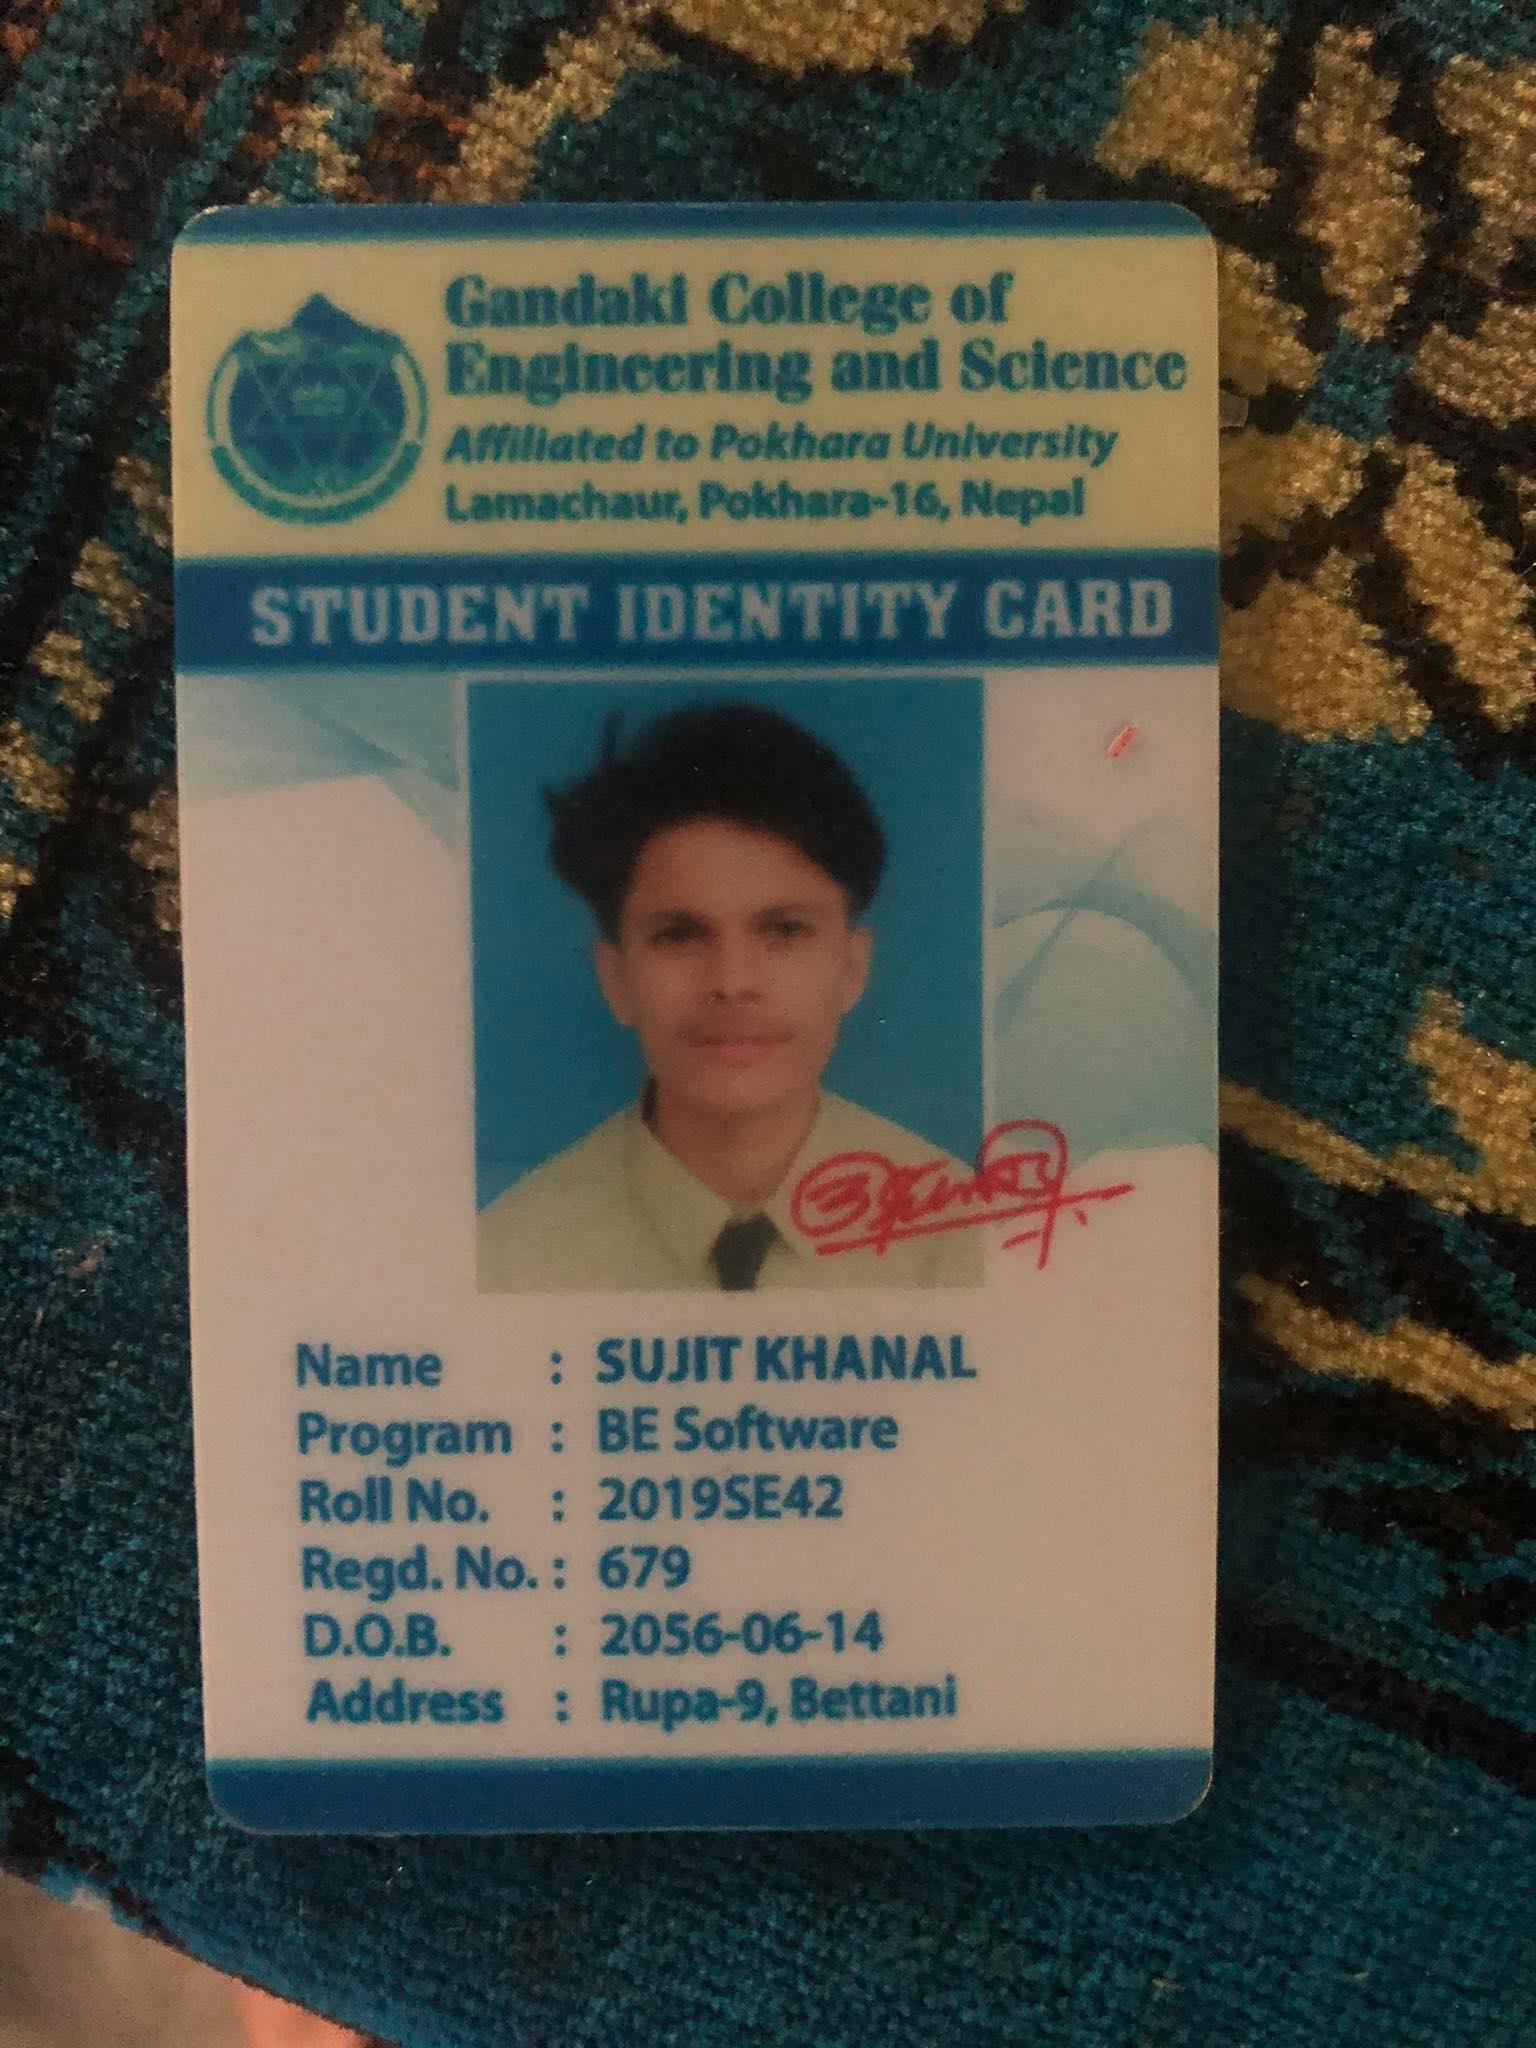 Gandaki College of
Engineering and Science
Affiliated to Pokhara University
Lamachaur, Pokhara-16, Nepal
STUDENT IDENTITY CARD
Name : SUJIT KHANAL
Program : BE Software
Roll No. : 2019SE42
Regd. No. : 679
D.O.B. : 2056-06-14
Address : Rupa-9, Bettani